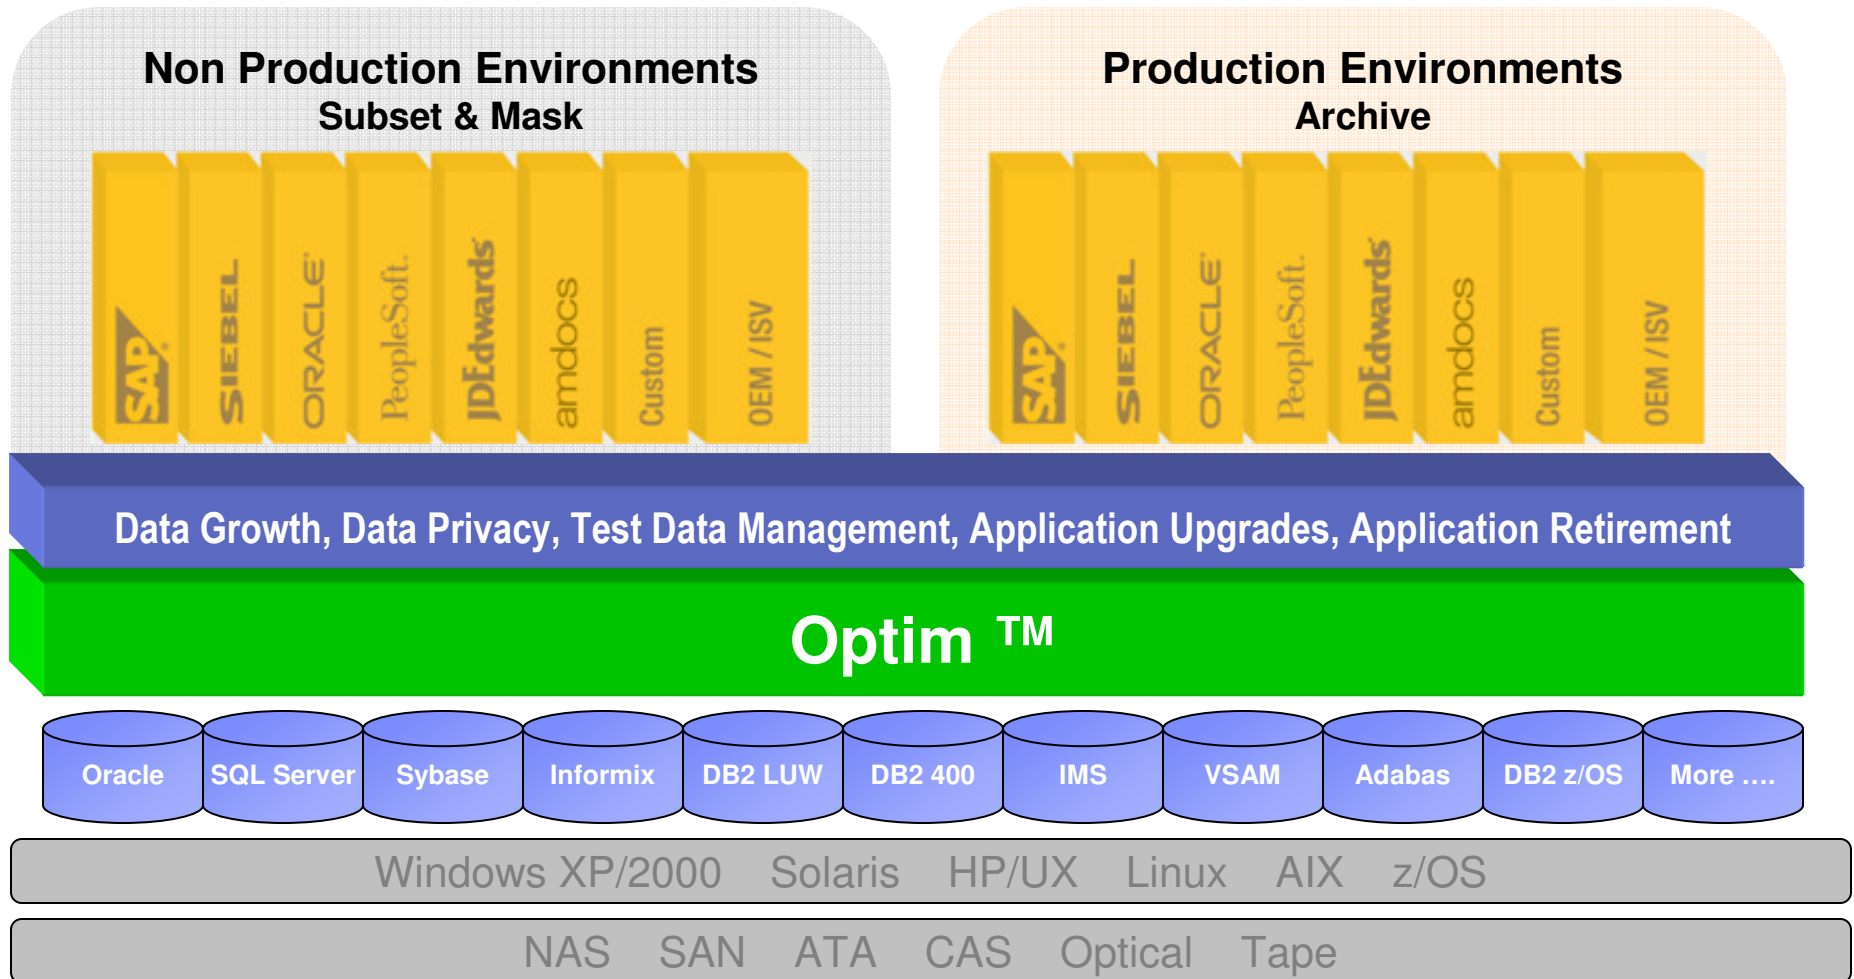 Non Production Environments
Subset & Mask
SAP
SIEBEL
ORACLE
PeopleSoft.
JDEdwards
amdocs
Custom
OEM / ISV
Production Environments
Archive
SAP
SIEBEL
ORACLE
PeopleSoft.
JDEdwards
amdocs
Custom
OEM / ISV
Data Growth, Data Privacy, Test Data Management, Application Upgrades, Application Retirement
Optim ™
Oracle
SQL Server
Sybase
Informix
DB2 LUW
DB2 400
IMS
VSAM
Adabas
DB2 z/OS
More ....
Windows XP/2000 Solaris HP/UX Linux AIX z/OS
NAS SAN ATA CAS Optical Tape